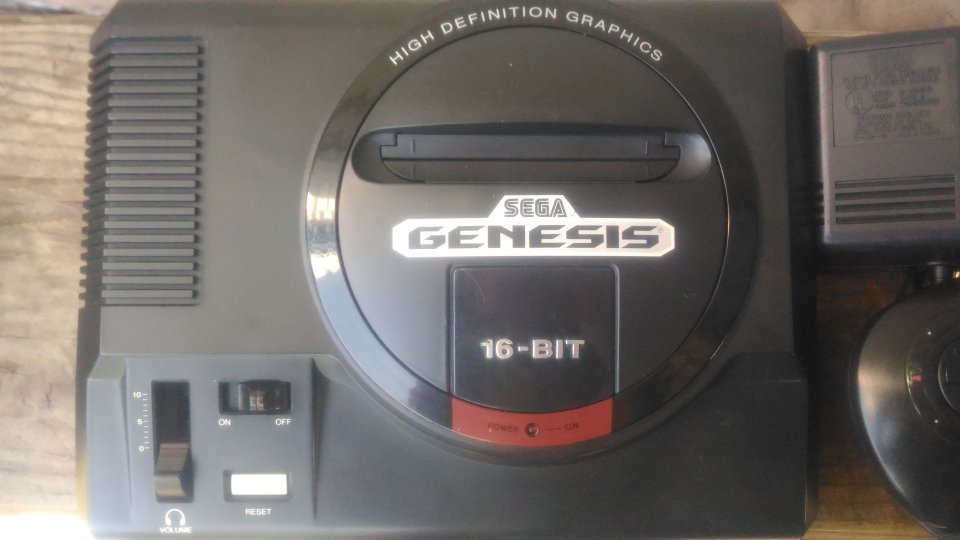 HIGH DEFINITION GRAPHICS
SEGA
GENESIS
16-BIT
POWER ON
10
5
0
ON OFF
RESET
VOLUME